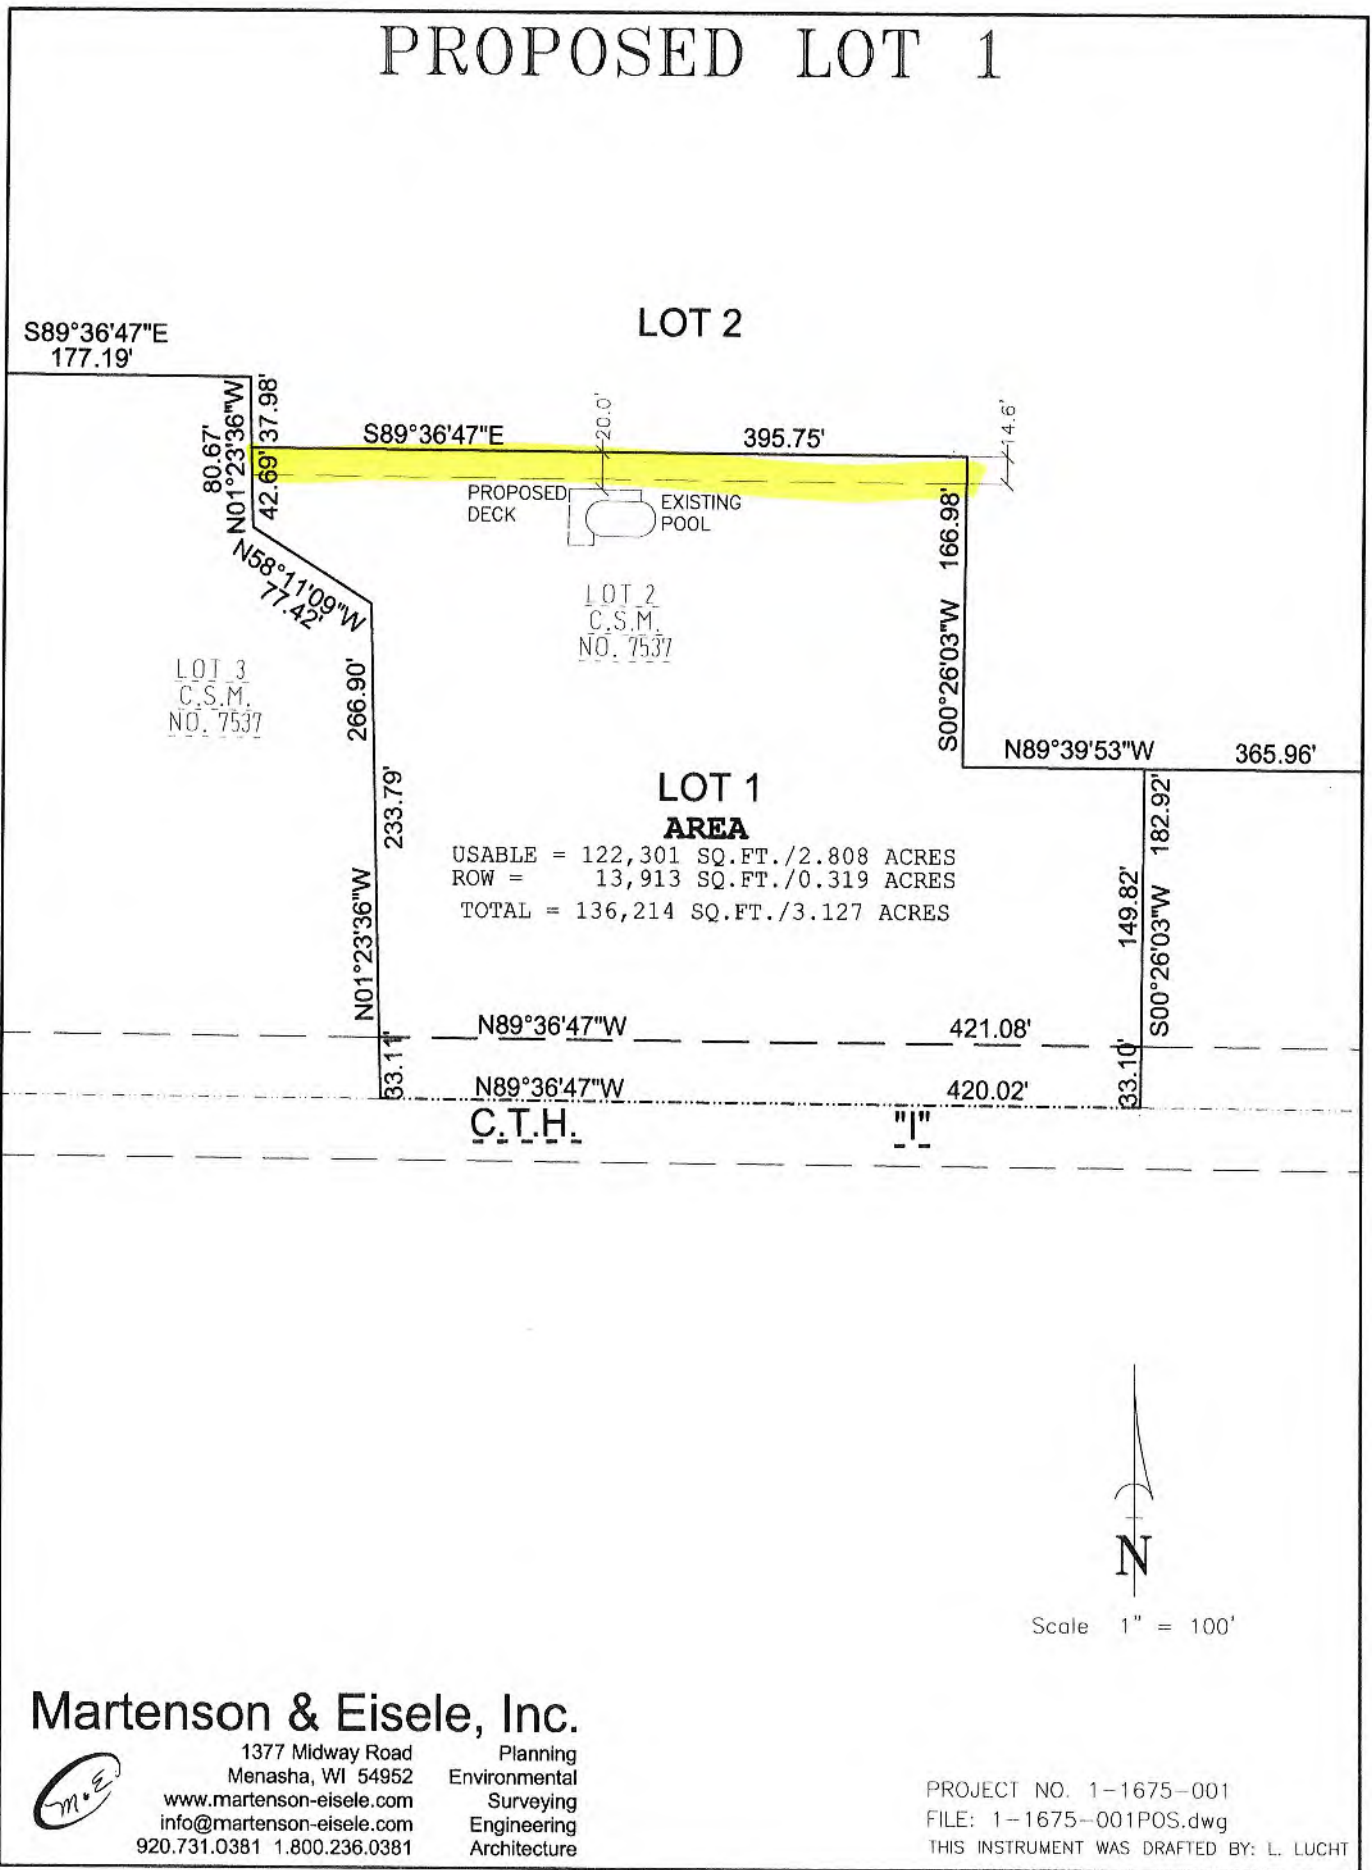 PROPOSED LOT 1
LOT 2
S89°36'47"E
177.19'
80.67'
N01°23'36"W
37.98'
42.69'
S89°36'47"E
20.0'
395.75'
14.6'
PROPOSED
DECK
EXISTING
POOL
N58°11'09"W
77.42'
LOT 2
C.S.M.
NO. 7537
166.98'
S00°26'03"W
LOT 3
C.S.M.
NO. 7537
266.90'
N01°23'36"W
233.79'
N89°39'53"W
365.96'
LOT 1
AREA
USABLE = 122,301 SQ.FT./2.808 ACRES
ROW = 13,913 SQ.FT./0.319 ACRES
TOTAL = 136,214 SQ.FT./3.127 ACRES
149.82'
S00°26'03"W 182.92'
N89°36'47"W
421.08'
33.11'
33.10'
N89°36'47"W
420.02'
C.T.H. "I"
N
Scale 1" = 100'
Martenson & Eisele, Inc.
M&E
1377 Midway Road
Menasha, WI 54952
www.martenson-eisele.com
info@martenson-eisele.com
920.731.0381 1.800.236.0381
Planning
Environmental
Surveying
Engineering
Architecture
PROJECT NO. 1-1675-001
FILE: 1-1675-001POS.dwg
THIS INSTRUMENT WAS DRAFTED BY: L. LUCHT